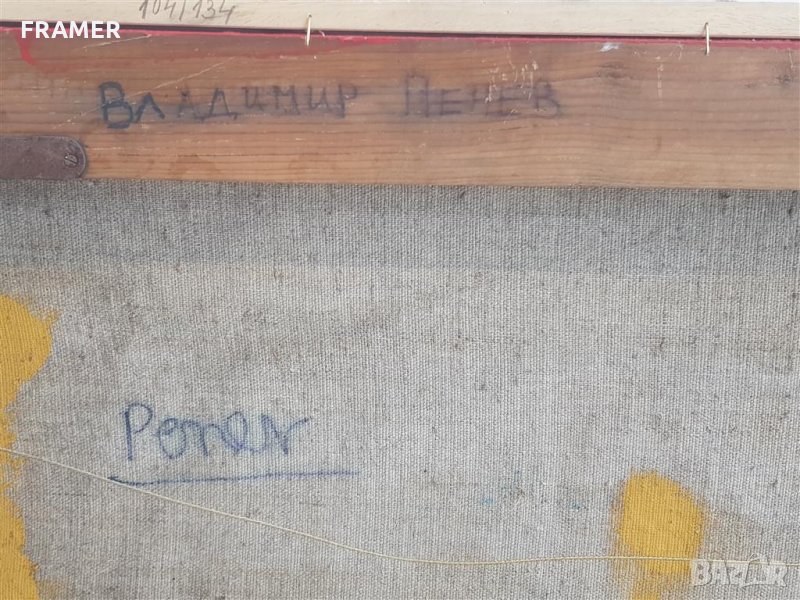 104/134
FRAMER
ВЛАДИМИР ПЕНЕВ
Penev
BAZAR